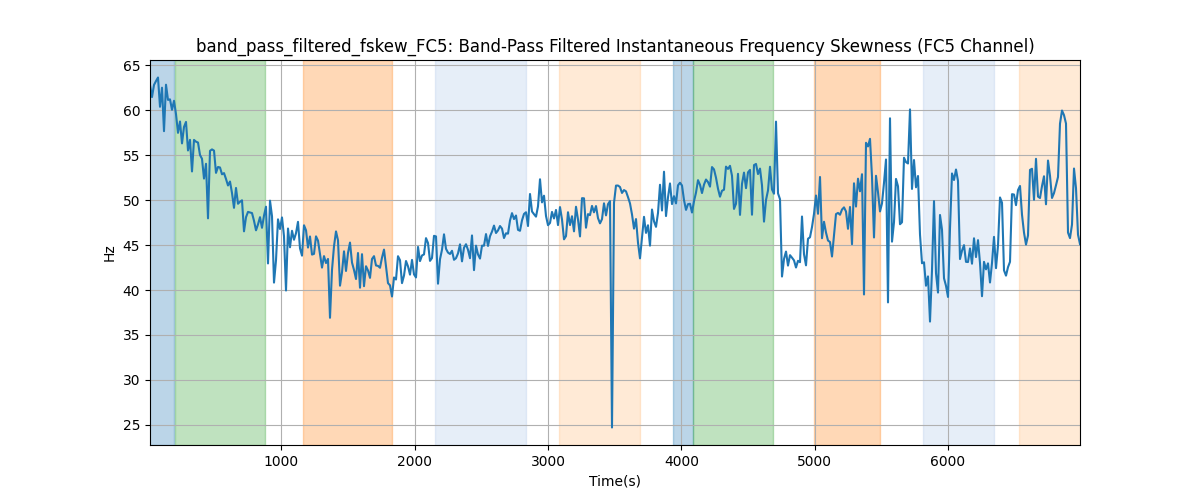 band_pass_filtered_fskew_FC5: Band-Pass Filtered Instantaneous Frequency Skewness (FC5 Channel)
65
60
55
50
45
40
35
30
25
Hz
1000 2000 3000 4000 5000 6000
Time(s)